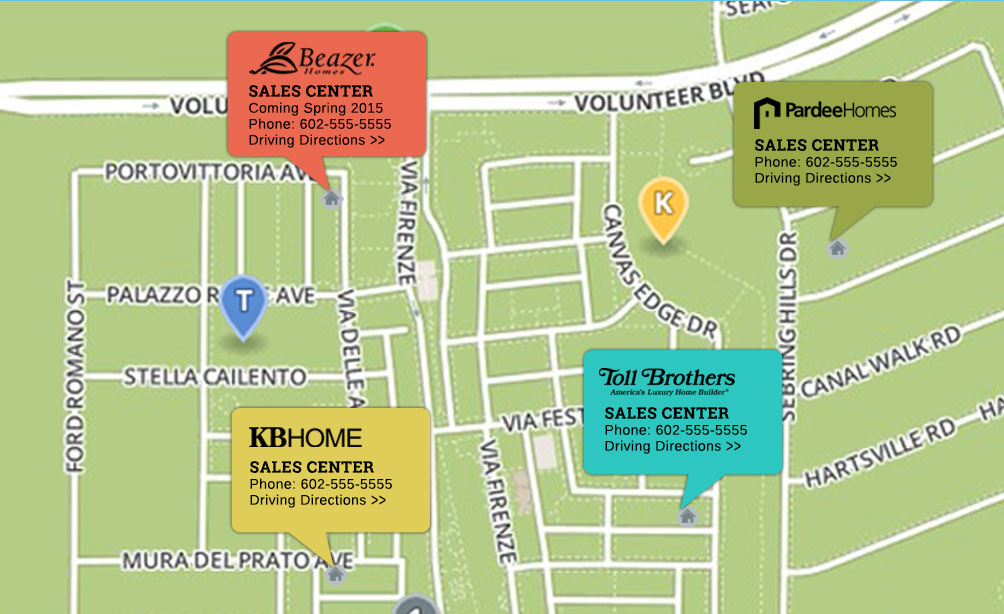 VOLUNTEER BLVD
Beazer
Homes
SALES CENTER
Coming Spring 2015
Phone: 602-555-5555
Driving Directions >>
PardeeHomes
SALES CENTER
Phone: 602-555-5555
Driving Directions >>
PORTOVITTORIA AVE
VIA FIRENZE
K
CANVAS EDGE DR
SEBRING HILLS DR
FORD ROMANO ST
PALAZZO
AVE
T
VIA DELLE A
STELLA CAILENTO
CANAL WALK RD
HARTSVILLE RD
HA
Toll Brothers
America's Luxury Home Builder®
SALES CENTER
Phone: 602-555-5555
Driving Directions >>
VIA FEST
VIA FIRENZE
KBHOME
SALES CENTER
Phone: 602-555-5555
Driving Directions >>
MURA DEL PRATO AVE